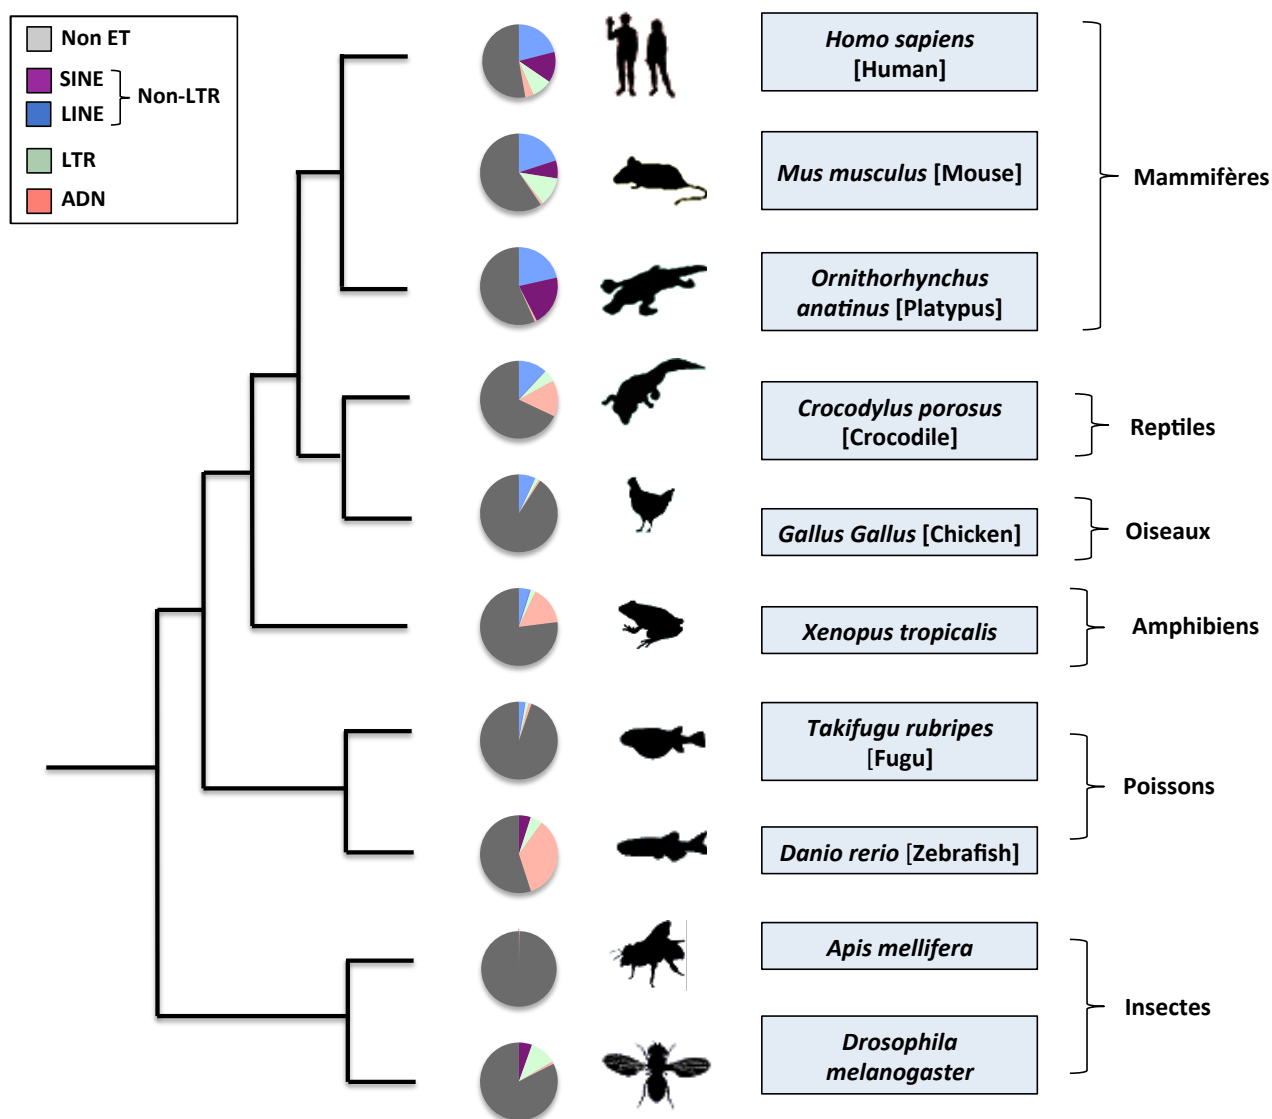 Non ET
SINE
Non-LTR
LINE
LTR
ADN
Homo sapiens
[Human]
Mus musculus [Mouse]
Mammifères
Ornithorhynchus
anatinus [Platypus]
Crocodylus porosus
[Crocodile]
Reptiles
Gallus Gallus [Chicken]
Oiseaux
Xenopus tropicalis
Amphibiens
Takifugu rubripes
[Fugu]
Poissons
Danio rerio [Zebrafish]
Apis mellifera
Insectes
Drosophila
melanogaster